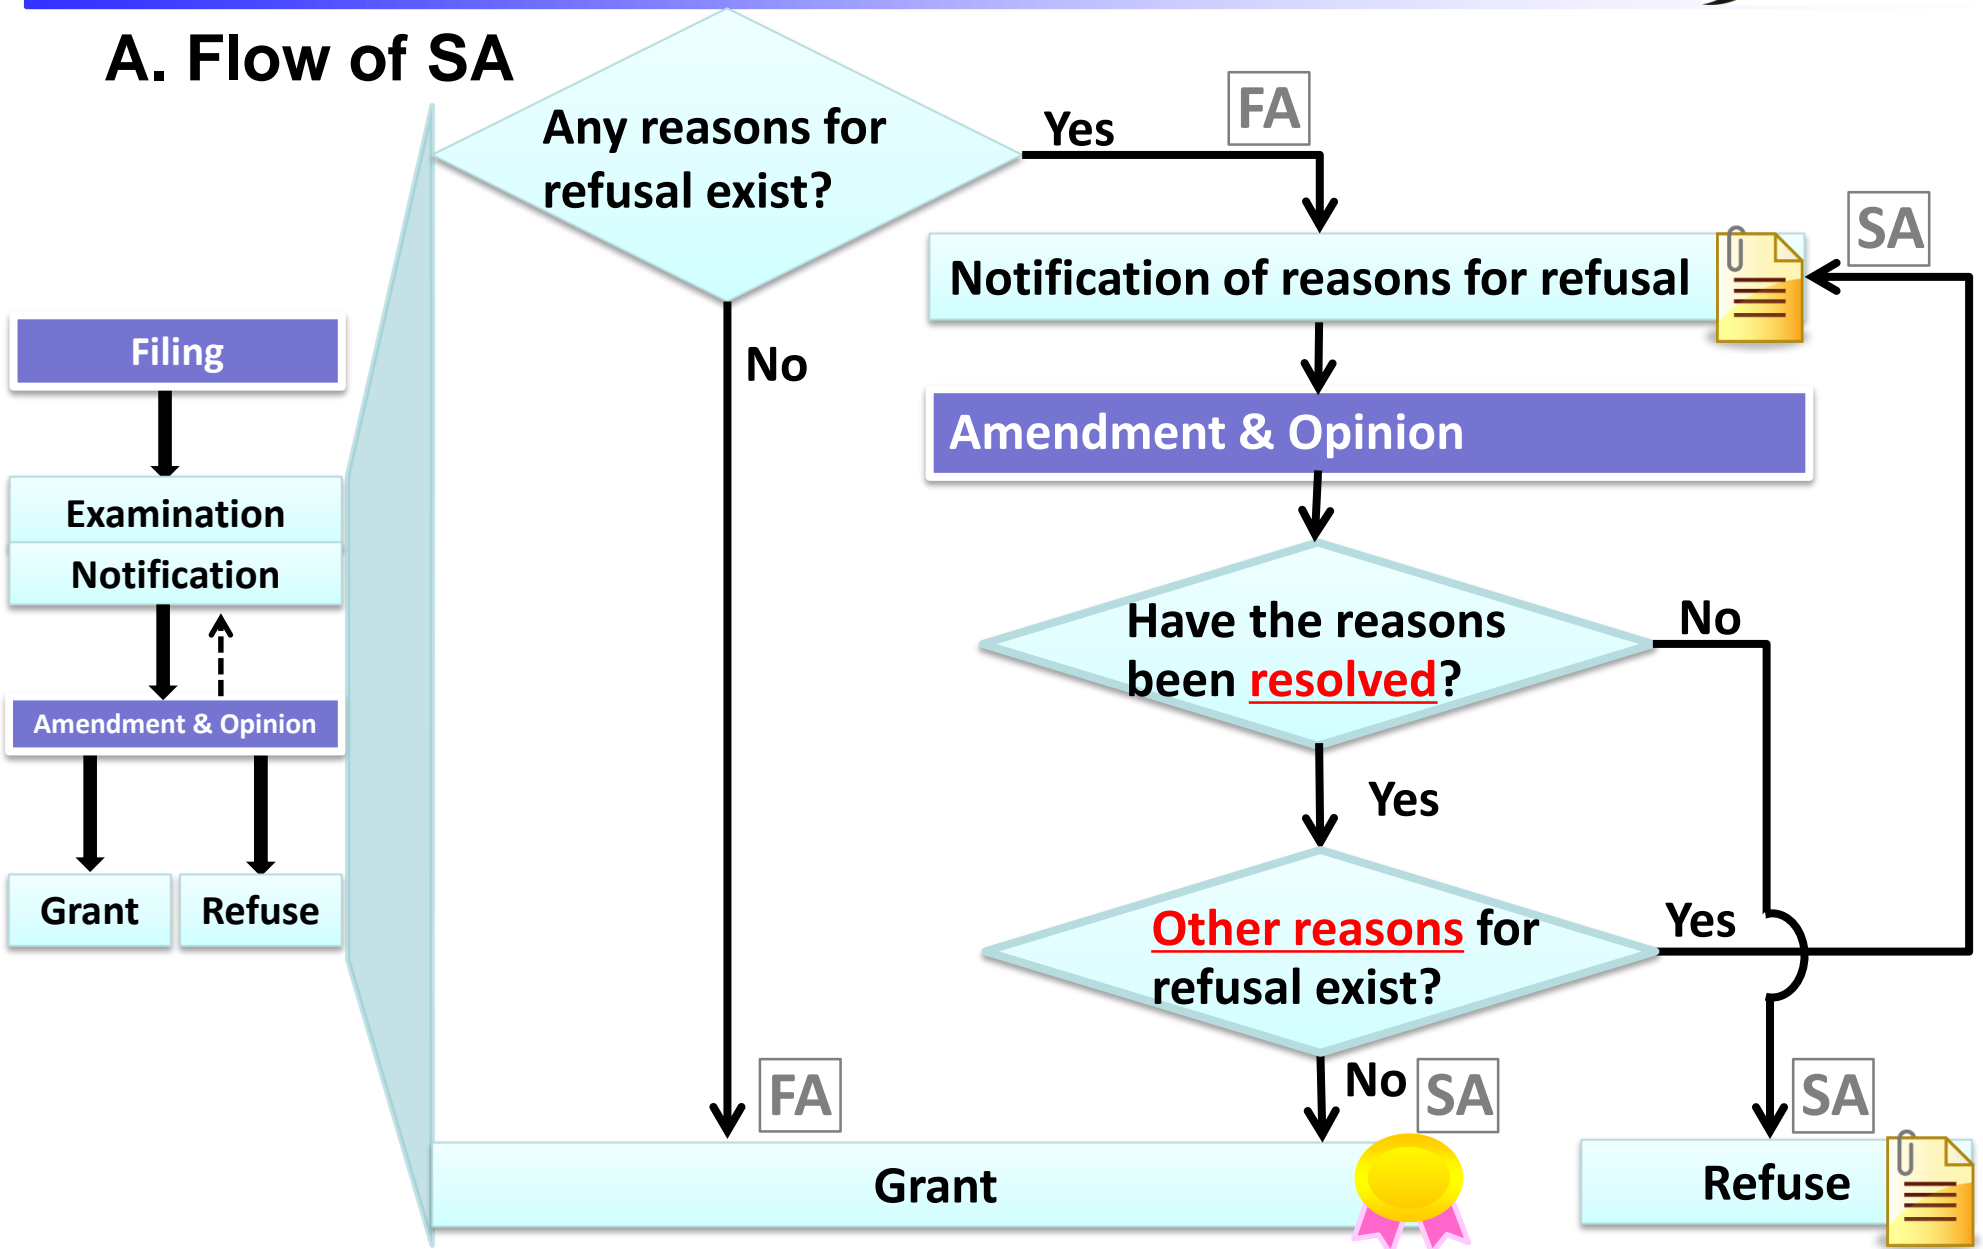 A. Flow of SA
Any reasons for
refusal exist?
Yes
FA
SA
Notification of reasons for refusal
No
Filing
Amendment & Opinion
Examination
Notification
Have the reasons
been resolved?
No
Amendment & Opinion
Yes
Grant
Refuse
Other reasons for
refusal exist?
Yes
FA
No
SA
SA
Grant
Refuse